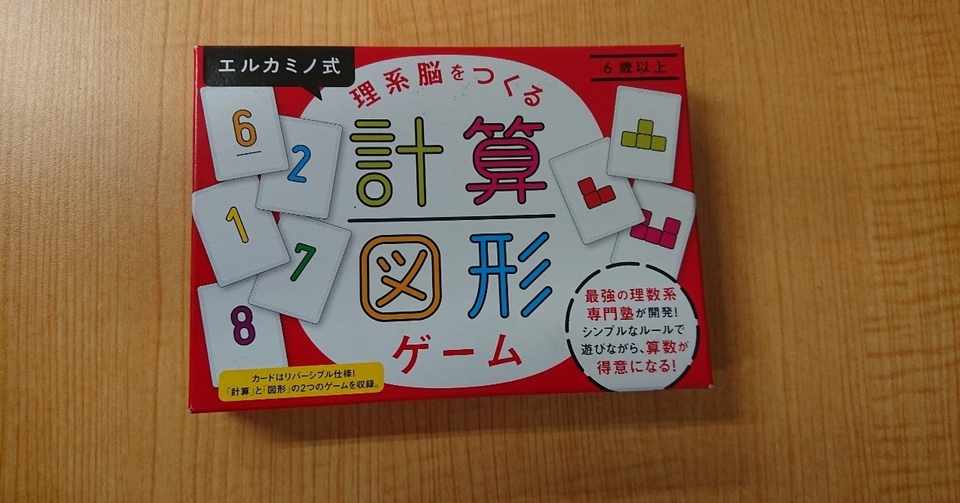 エルカミノ式
理系脳をつくる
6歳以上
計算
図形
ゲーム
6
2
1
7
8
最強の理数系
専門塾が開発!
シンプルなルールで
遊びながら、算数が
得意になる!
カードはリバーシブル仕様!
「計算」と「図形」の2つのゲームを収録。